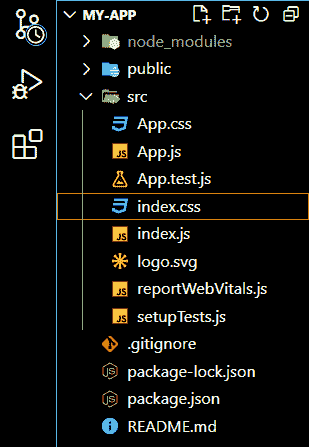 MY-APP
node_modules
public
src
App.css
App.js
App.test.js
index.css
index.js
logo.svg
reportWebVitals.js
setupTests.js
.gitignore
package-lock.json
package.json
README.md